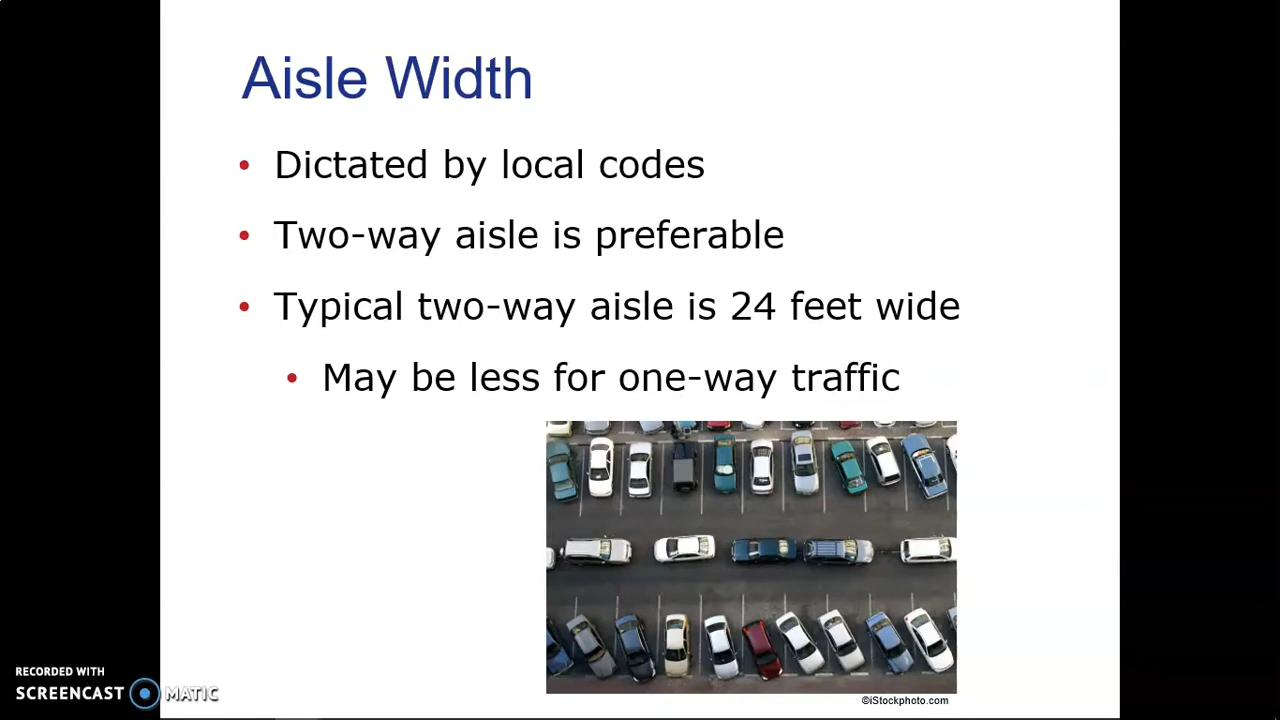 Aisle Width
• Dictated by local codes
• Two-way aisle is preferable
• Typical two-way aisle is 24 feet wide
• May be less for one-way traffic
©iStockphoto.com
RECORDED WITH
SCREENCAST MATIC